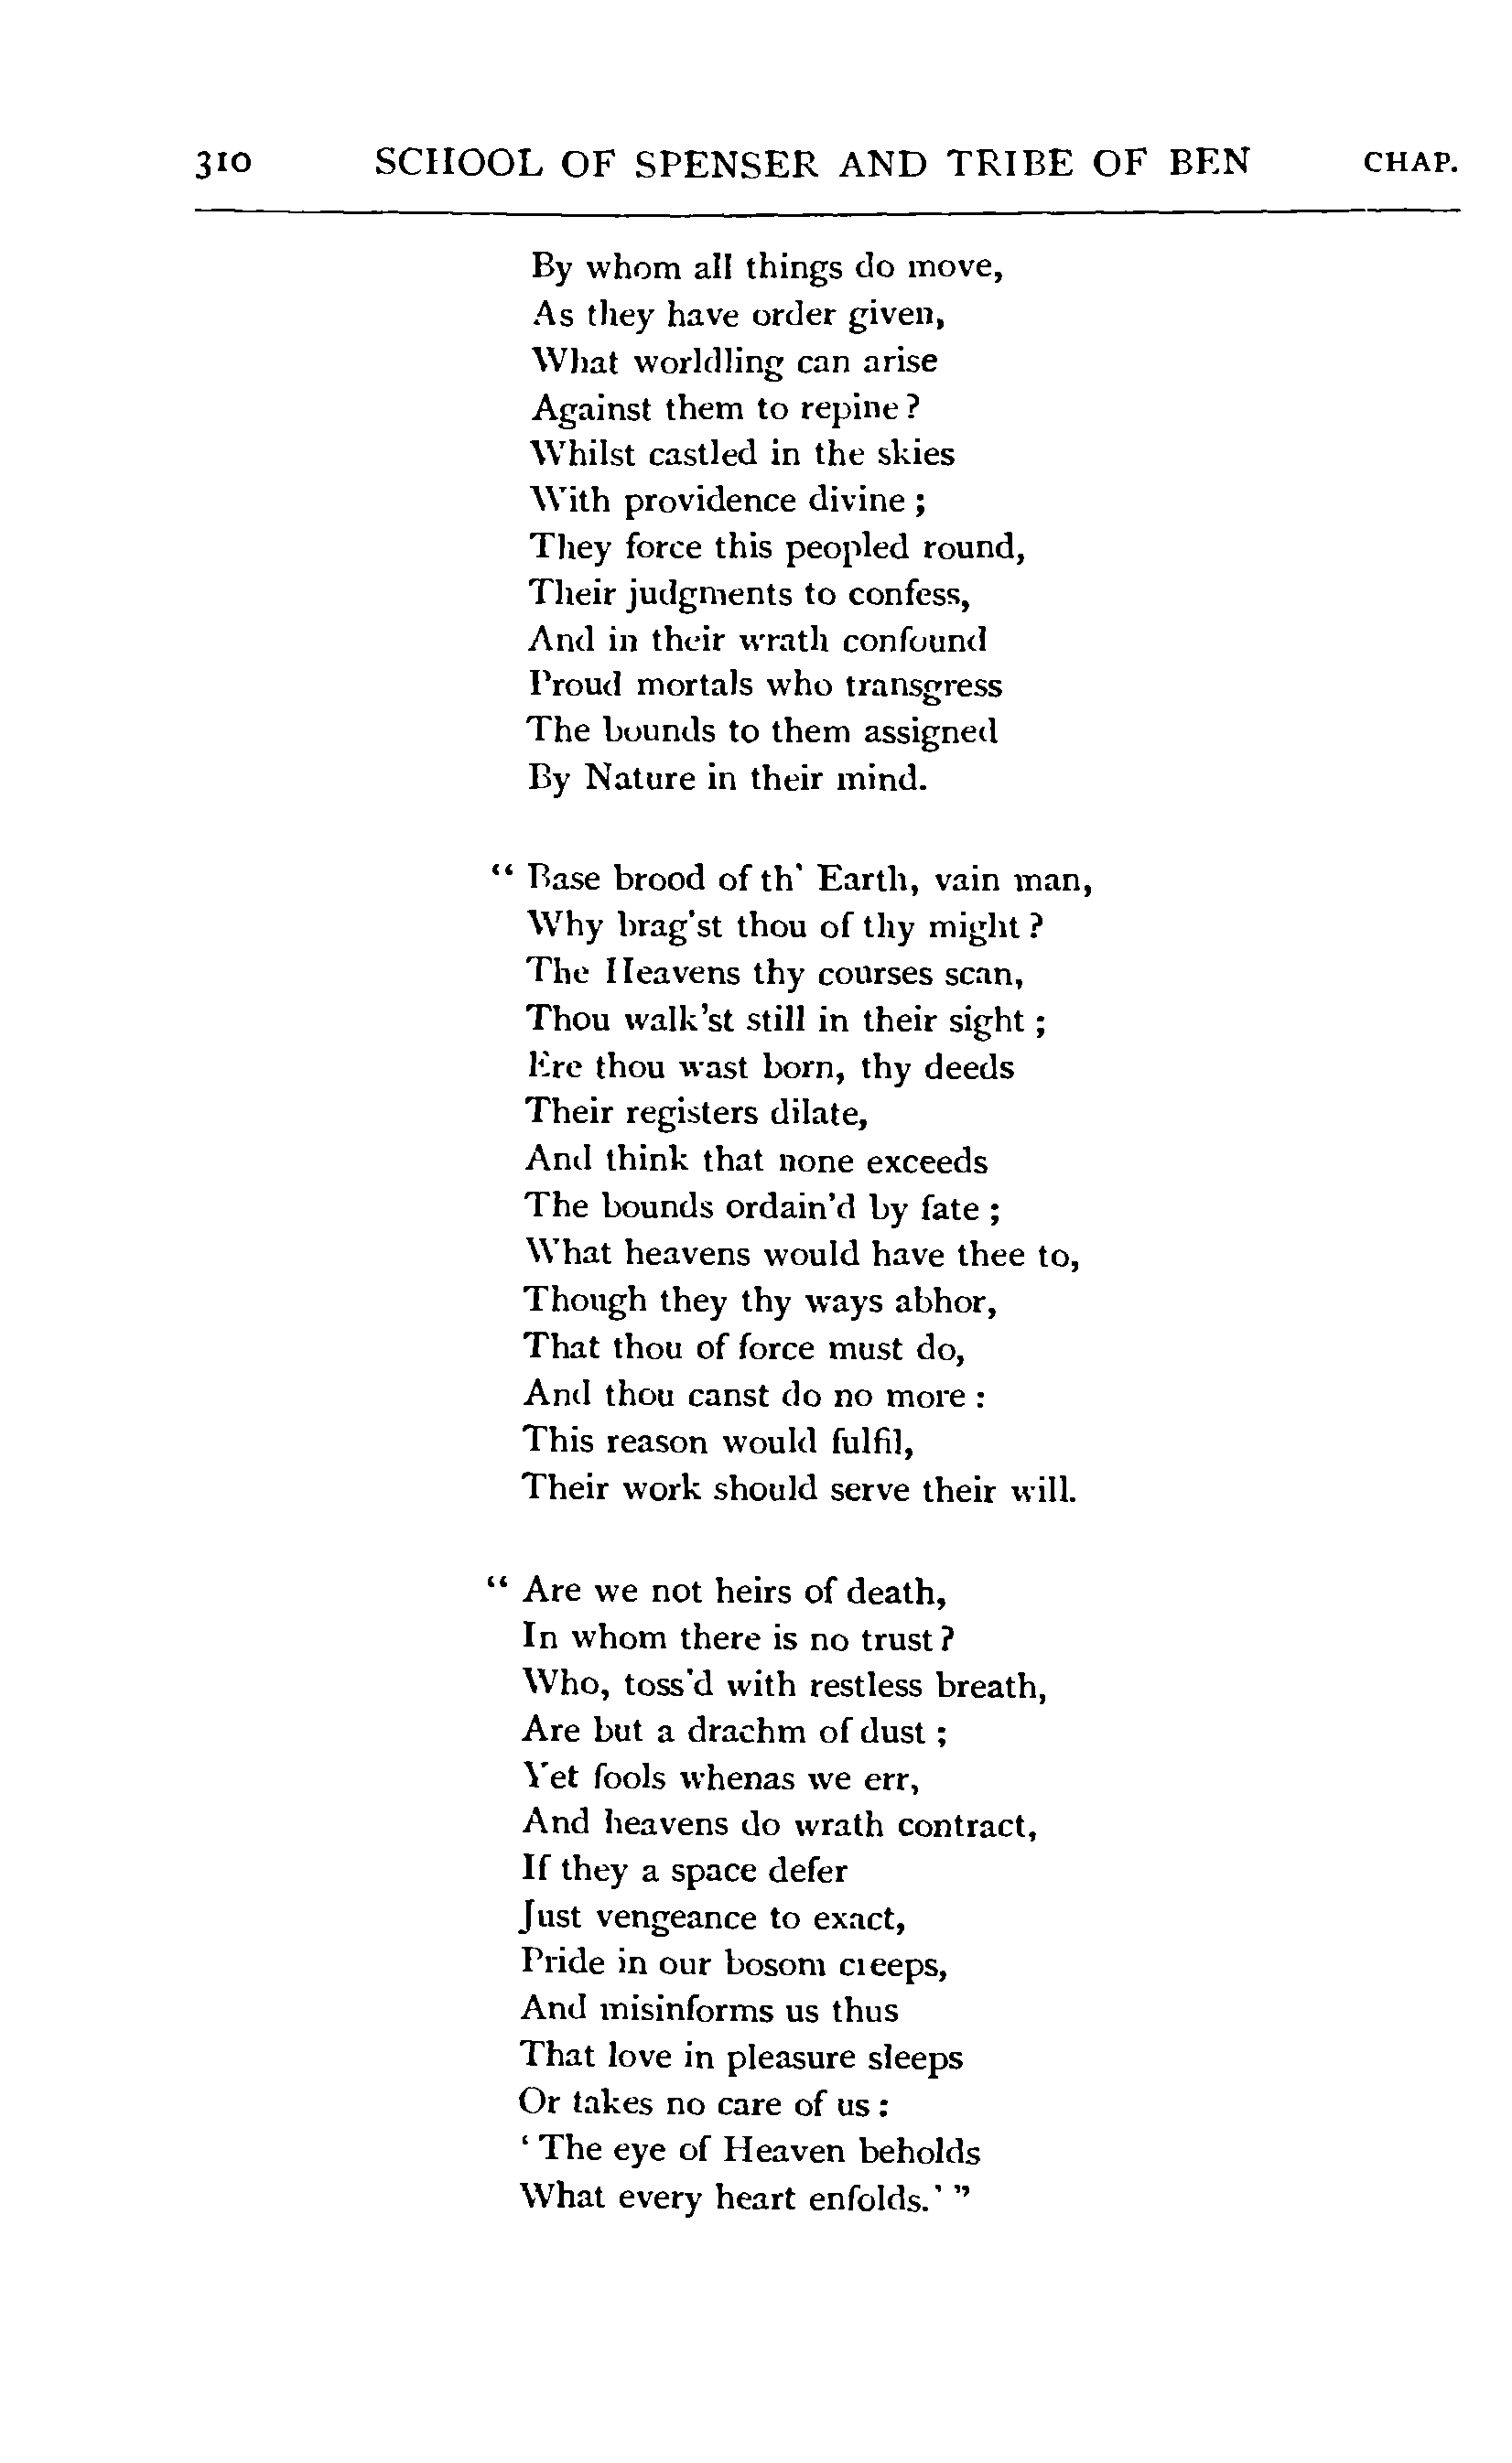 310 SCHOOL OF SPENSER AND TRIBE OF BEN CHAP.
By whom all things do move,
As they have order given,
What worldling can arise
Against them to repine ?
Whilst castled in the skies
With providence divine ;
They force this peopled round,
Their judgments to confess,
And in their wrath confound
Proud mortals who transgress
The bounds to them assigned
By Nature in their mind.
“ Base brood of th' Earth, vain man,
Why brag'st thou of thy might ?
The Heavens thy courses scan,
Thou walk'st still in their sight ;
Ere thou wast born, thy deeds
Their registers dilate,
And think that none exceeds
The bounds ordain'd by fate ;
What heavens would have thee to,
Though they thy ways abhor,
That thou of force must do,
And thou canst do no more :
This reason would fulfil,
Their work should serve their will.
“ Are we not heirs of death,
In whom there is no trust ?
Who, toss'd with restless breath,
Are but a drachm of dust ;
Yet fools whenas we err,
And heavens do wrath contract,
If they a space defer
Just vengeance to exact,
Pride in our bosom creeps,
And misinforms us thus
That love in pleasure sleeps
Or takes no care of us :
‘ The eye of Heaven beholds
What every heart enfolds.’ ”